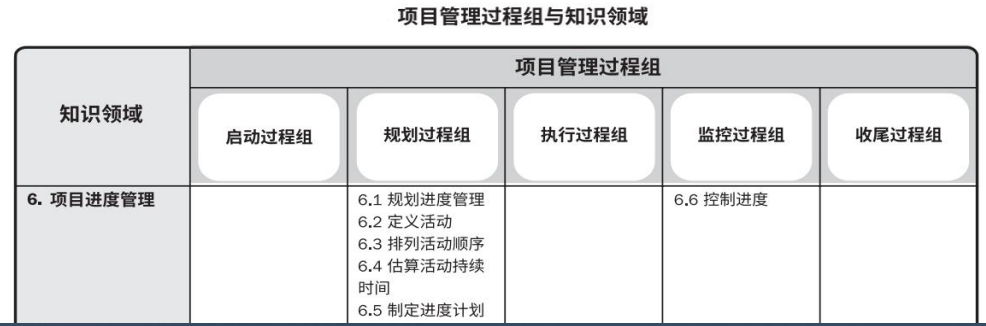 项目管理过程组与知识领域
知识领域
项目管理过程组
启动过程组
规划过程组
执行过程组
监控过程组
收尾过程组
6. 项目进度管理
6.1 规划进度管理
6.2 定义活动
6.3 排列活动顺序
6.4 估算活动持续
时间
6.5 制定进度计划
6.6 控制进度